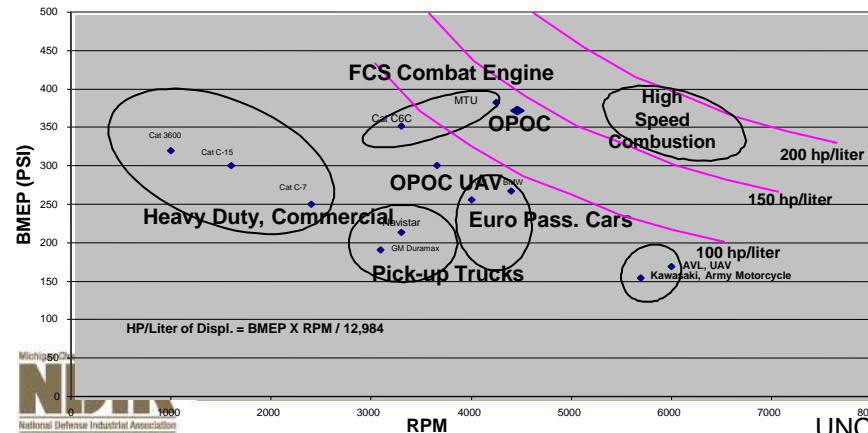 500
450
400
350
300
250
200
150
100
50
0
BMEP (PSI)
FCS Combat Engine
MTU
Cat C6C
OPOC
High
Speed
Combustion
200 hp/liter
150 hp/liter
100 hp/liter
Cat 3600
Cat C-15
Cat C-7
Heavy Duty, Commercial
OPOC UAV
BMW
Euro Pass. Cars
Navistar
GM Duramax
Pick-up Trucks
AVL, UAV
Kawasaki, Army Motorcycle
HP/Liter of Displ. = BMEP X RPM / 12,984
0 1000 2000 3000 4000 5000 6000 7000
RPM
National Defense Industrial Association